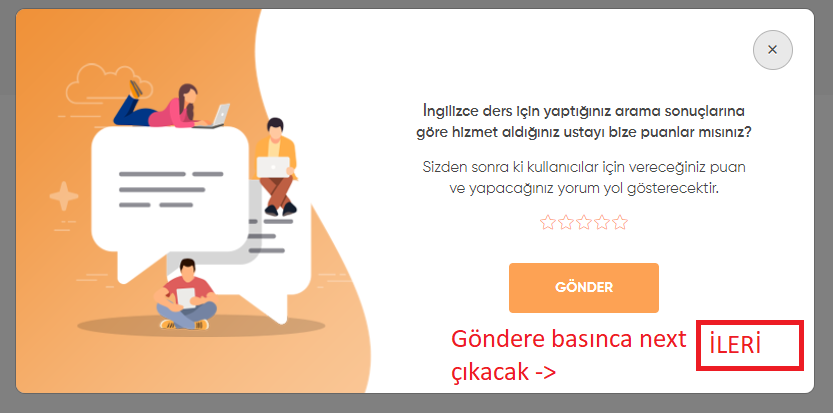 ×
İngilizce ders için yaptığınız arama sonuçlarına
göre hizmet aldığınız ustayı bize puanlar mısınız?
Sizden sonra ki kullanıcılar için vereceğiniz puan
ve yapacağınız yorum yol gösterecektir.
GÖNDER
Göndere basınca next İLERİ
çıkacak ->